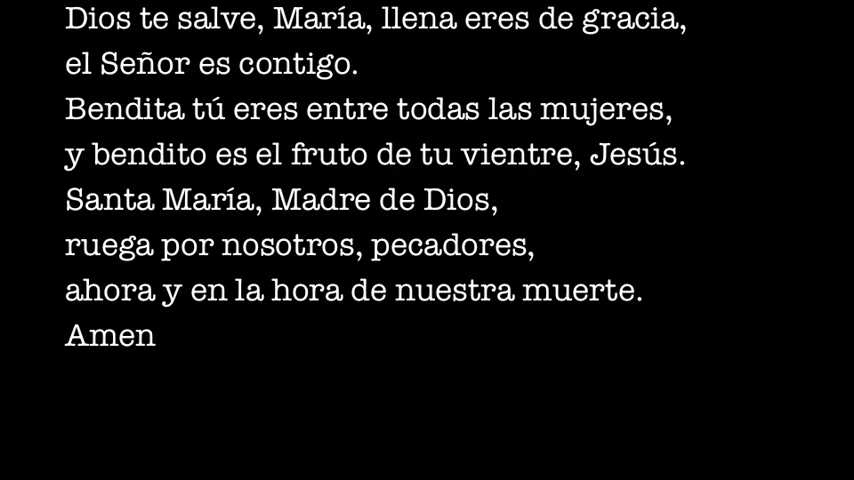 Dios te salve, María, llena eres de gracia,
el Señor es contigo.
Bendita tú eres entre todas las mujeres,
y bendito es el fruto de tu vientre, Jesús.
Santa María, Madre de Dios,
ruega por nosotros, pecadores,
ahora y en la hora de nuestra muerte.
Amen